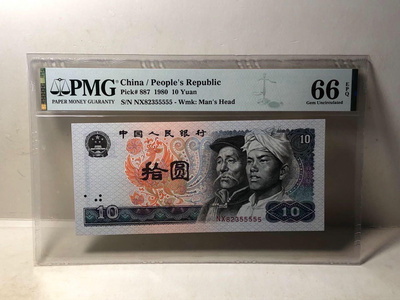 PMG
PAPER MONEY GUARANTY
China / People's Republic
Pick# 887 1980 10 Yuan
S/N NX82355555 - Wmk: Man's Head
66 EPQ
Gem Uncirculated
中国人民银行
10
拾圆
NX82355555
10
10